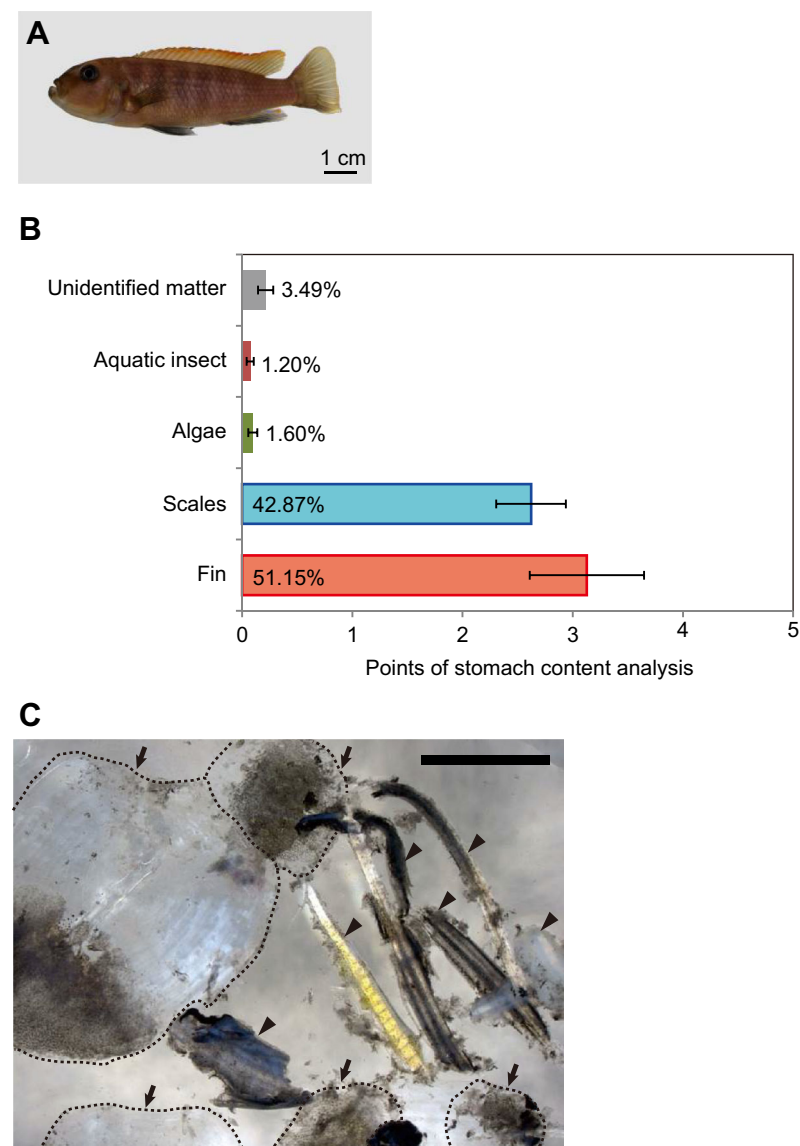 A
1 cm
B
Unidentified matter 3.49%
Aquatic insect 1.20%
Algae 1.60%
Scales 42.87%
Fin 51.15%
0 1 2 3 4 5
Points of stomach content analysis
C